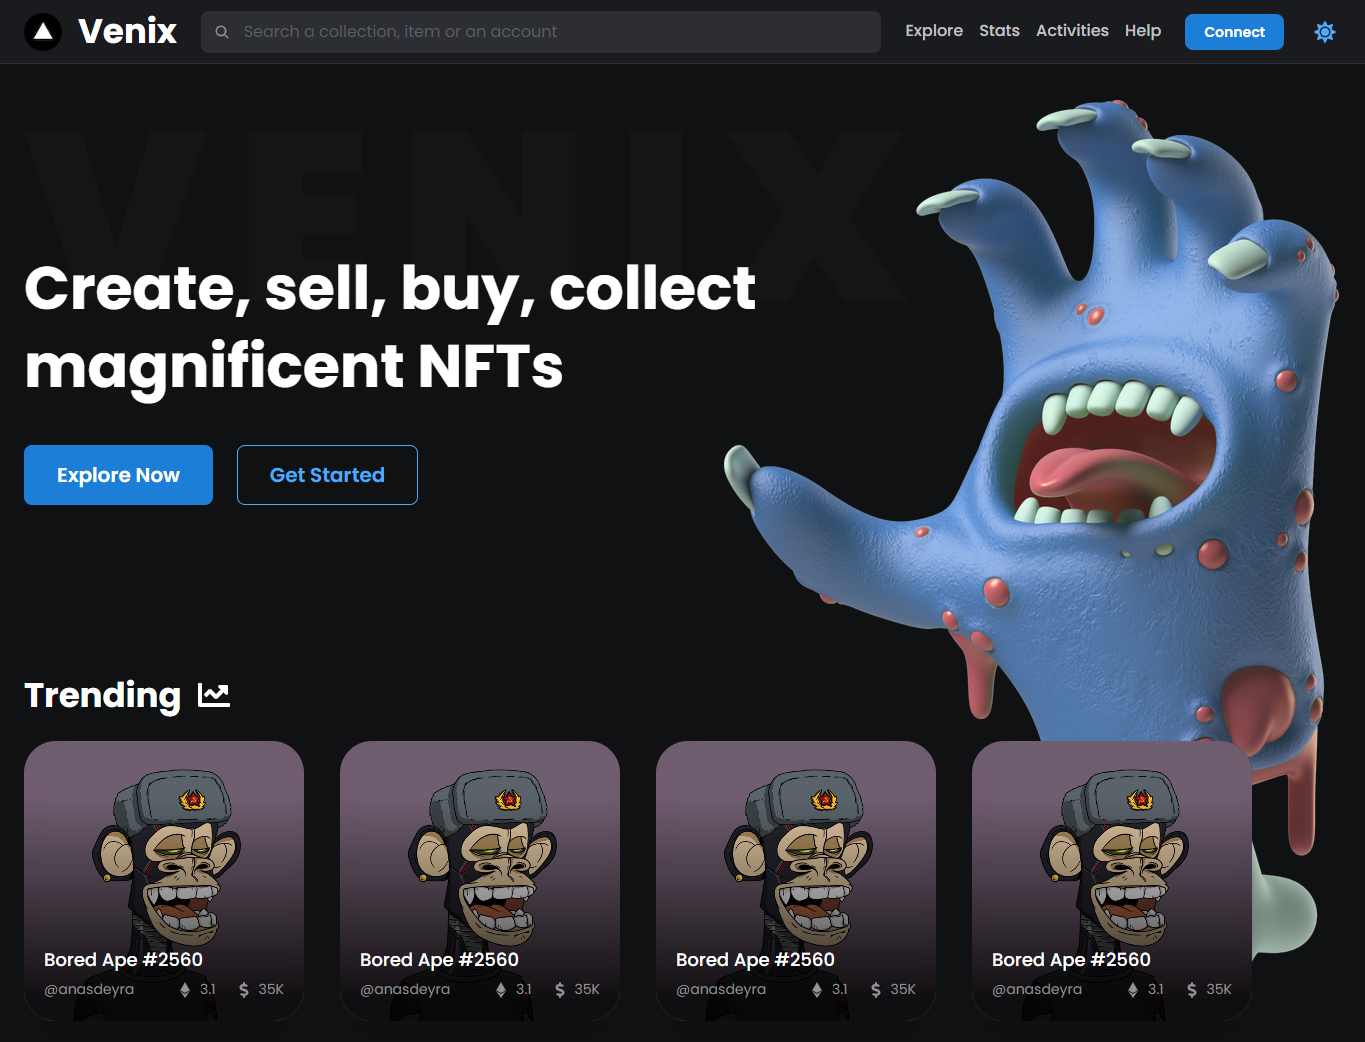 Venix
Search a collection, item or an account
Explore Stats Activities Help Connect
VENIX
Create, sell, buy, collect
magnificent NFTs
Explore Now Get Started
Trending
Bored Ape #2560
@anasdeyra 3.1 35K
Bored Ape #2560
@anasdeyra 3.1 35K
Bored Ape #2560
@anasdeyra 3.1 35K
Bored Ape #2560
@anasdeyra 3.1 35K